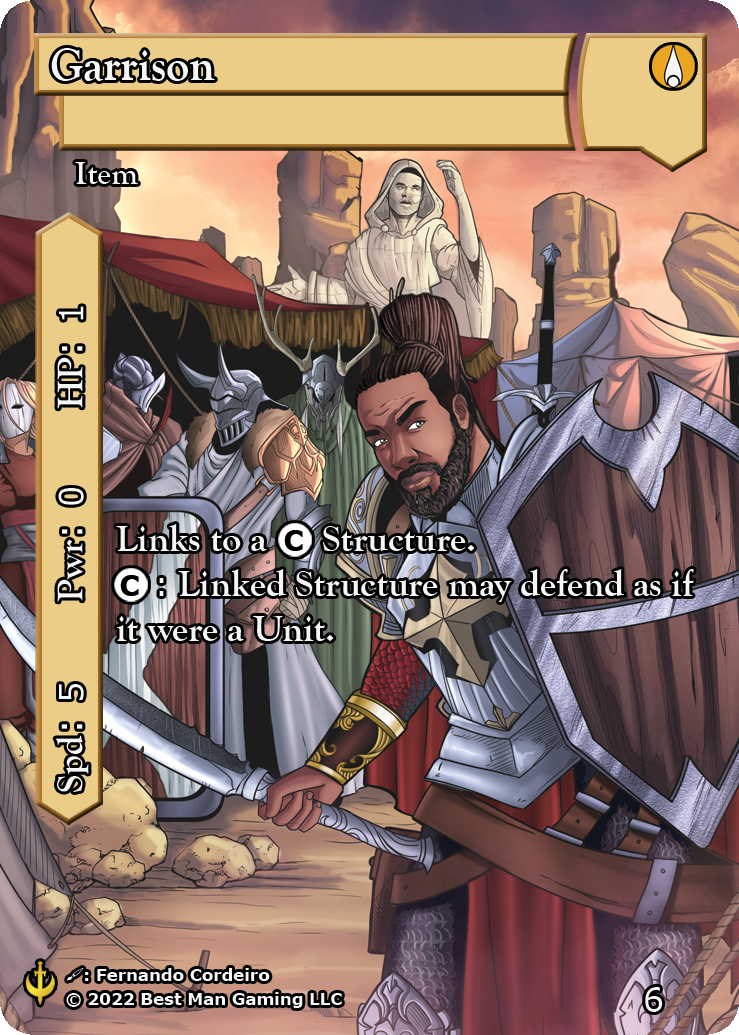 Garrison
Item
HP: 1
Pwr: 0
Spd: 5
Links to a C Structure.
C: Linked Structure may defend as if
it were a Unit.
: Fernando Cordeiro
© 2022 Best Man Gaming LLC
6